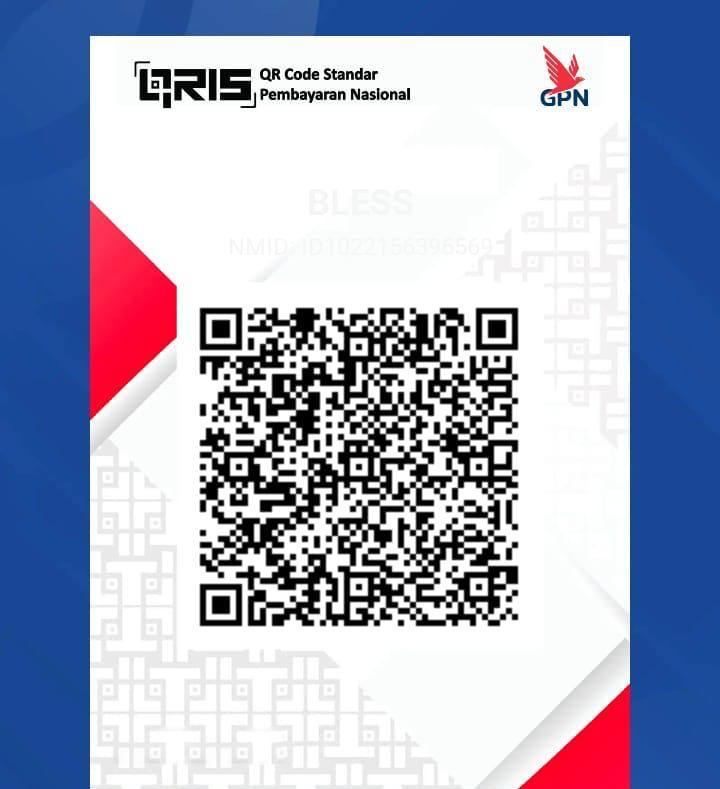 QRIS
QR Code Standar
Pembayaran Nasional
GPN
BLESS
NMID: ID1022156396569